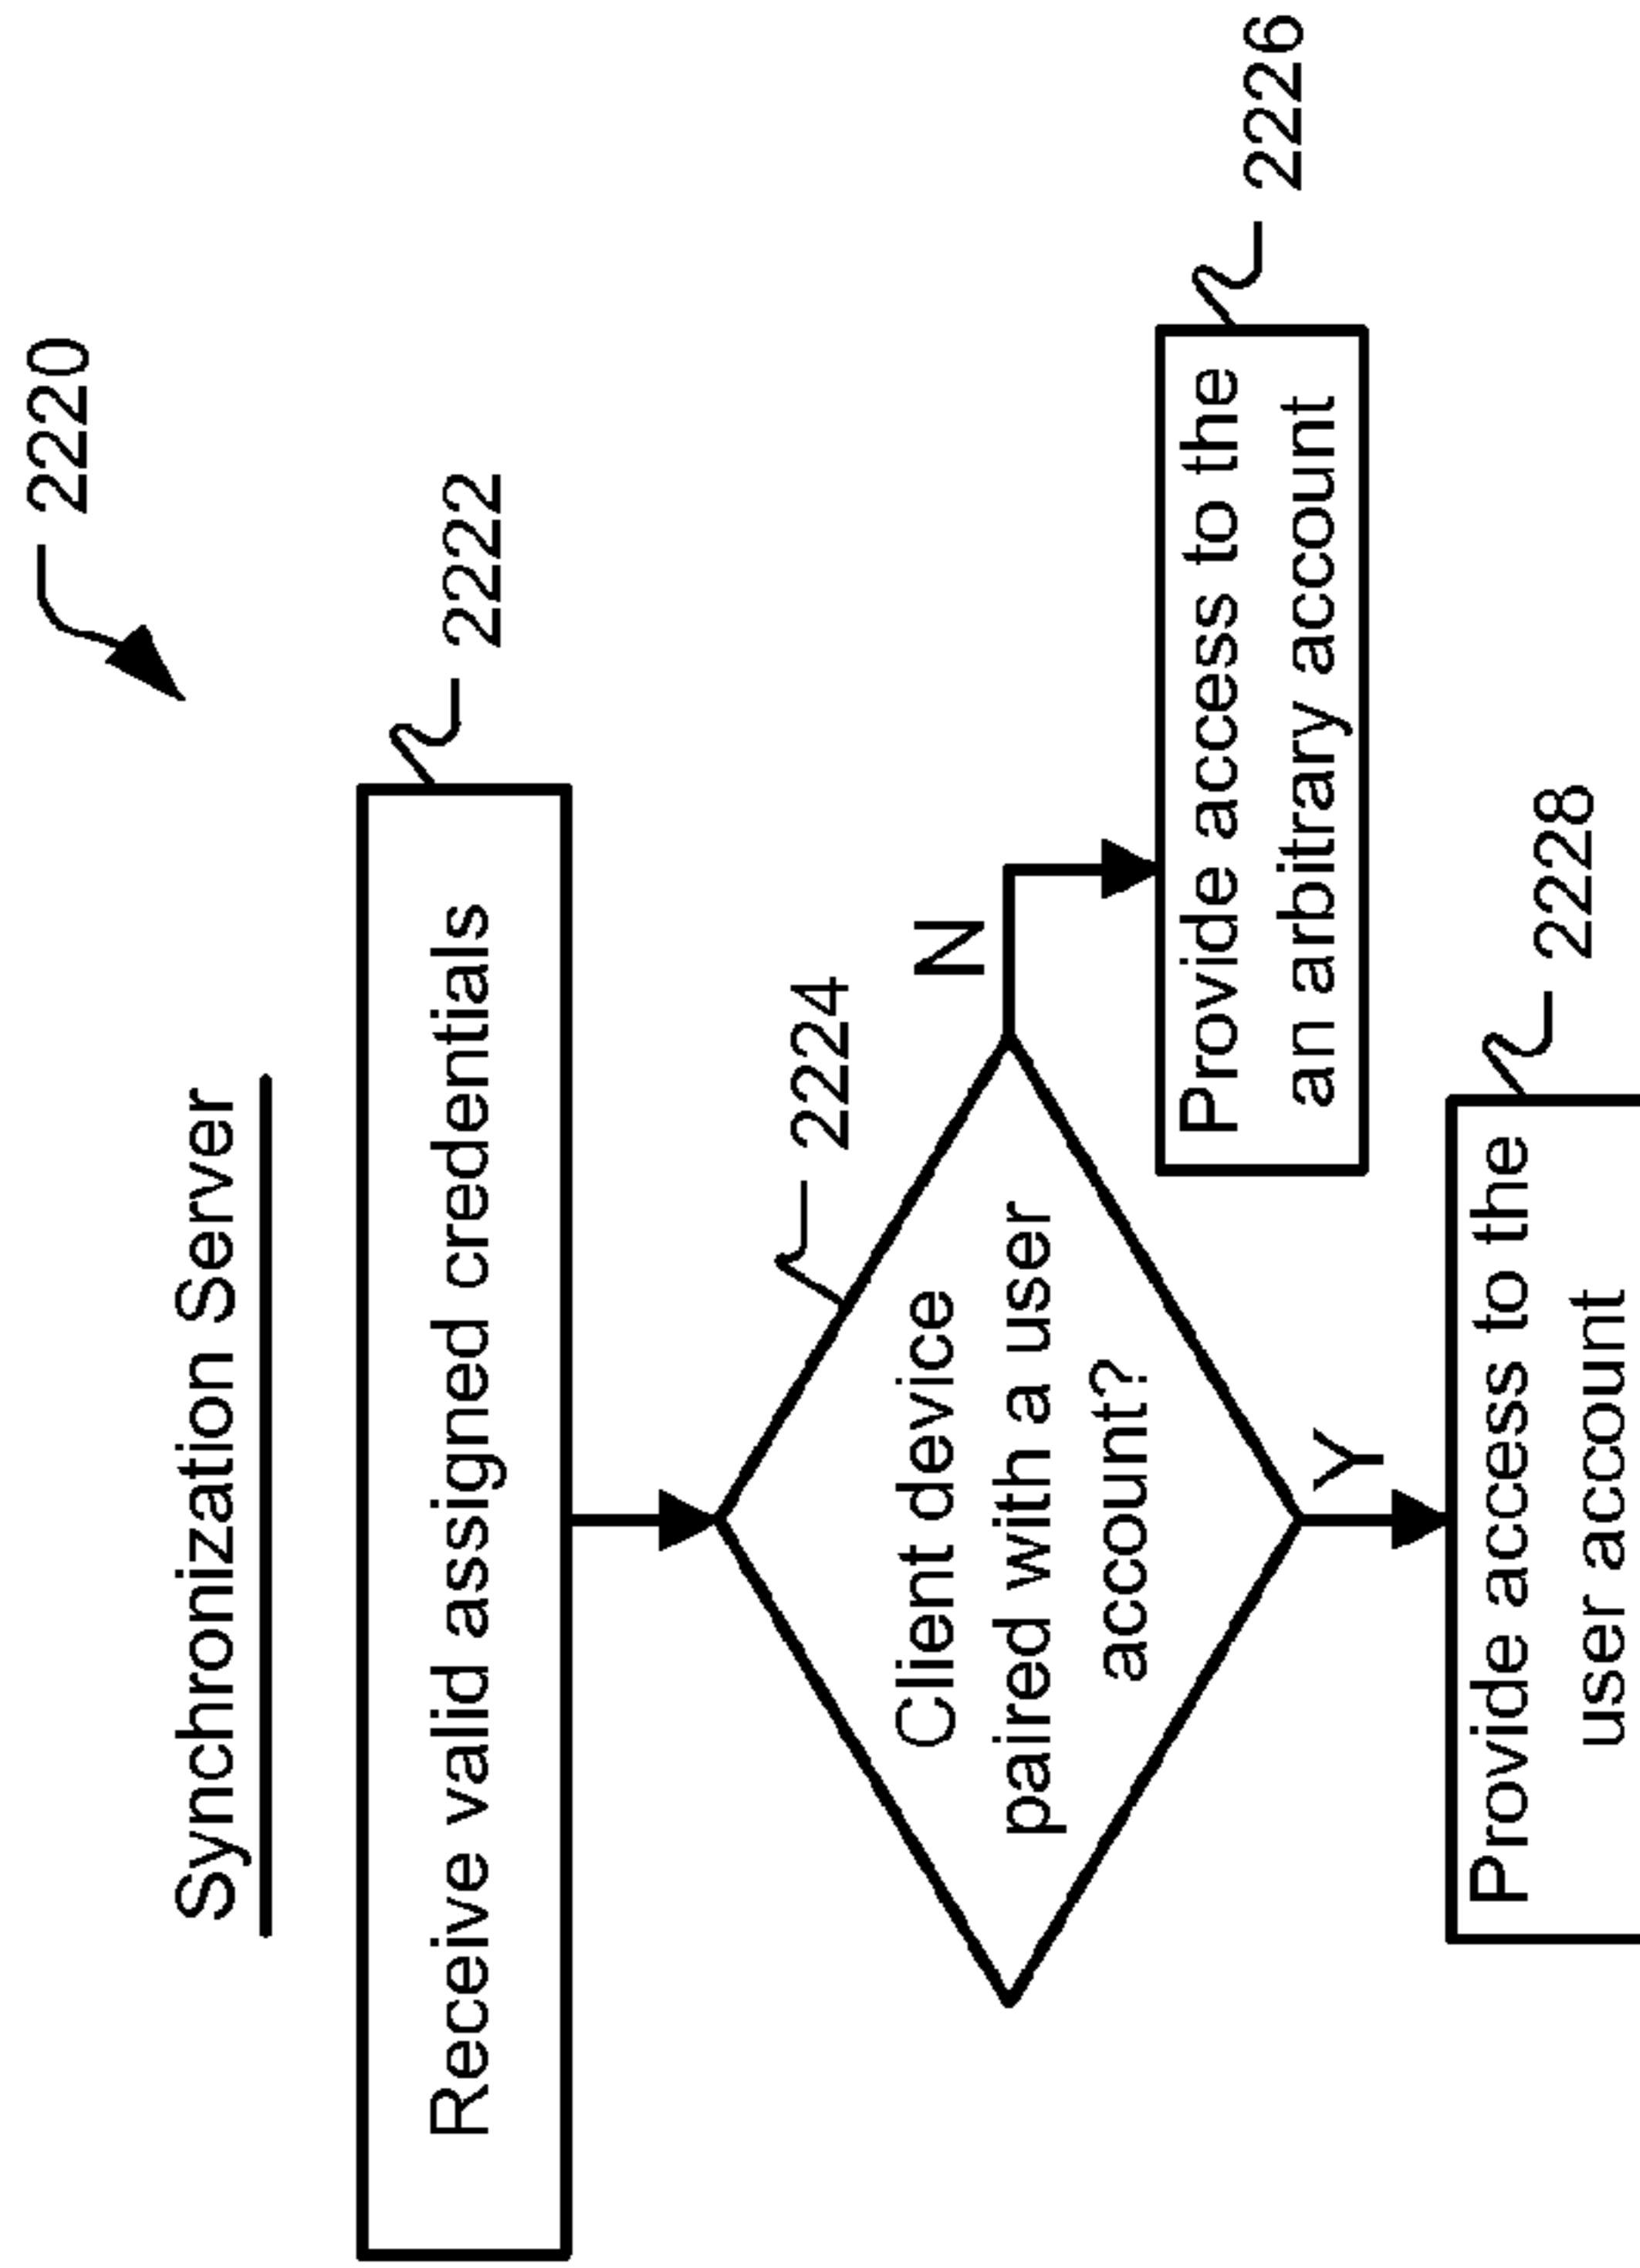 2220
Synchronization Server
2222
Receive valid assigned credentials
2224
Client device
paired with a user
account?
N
2226
Provide access to the
an arbitrary account
Y
2228
Provide access to the
user account